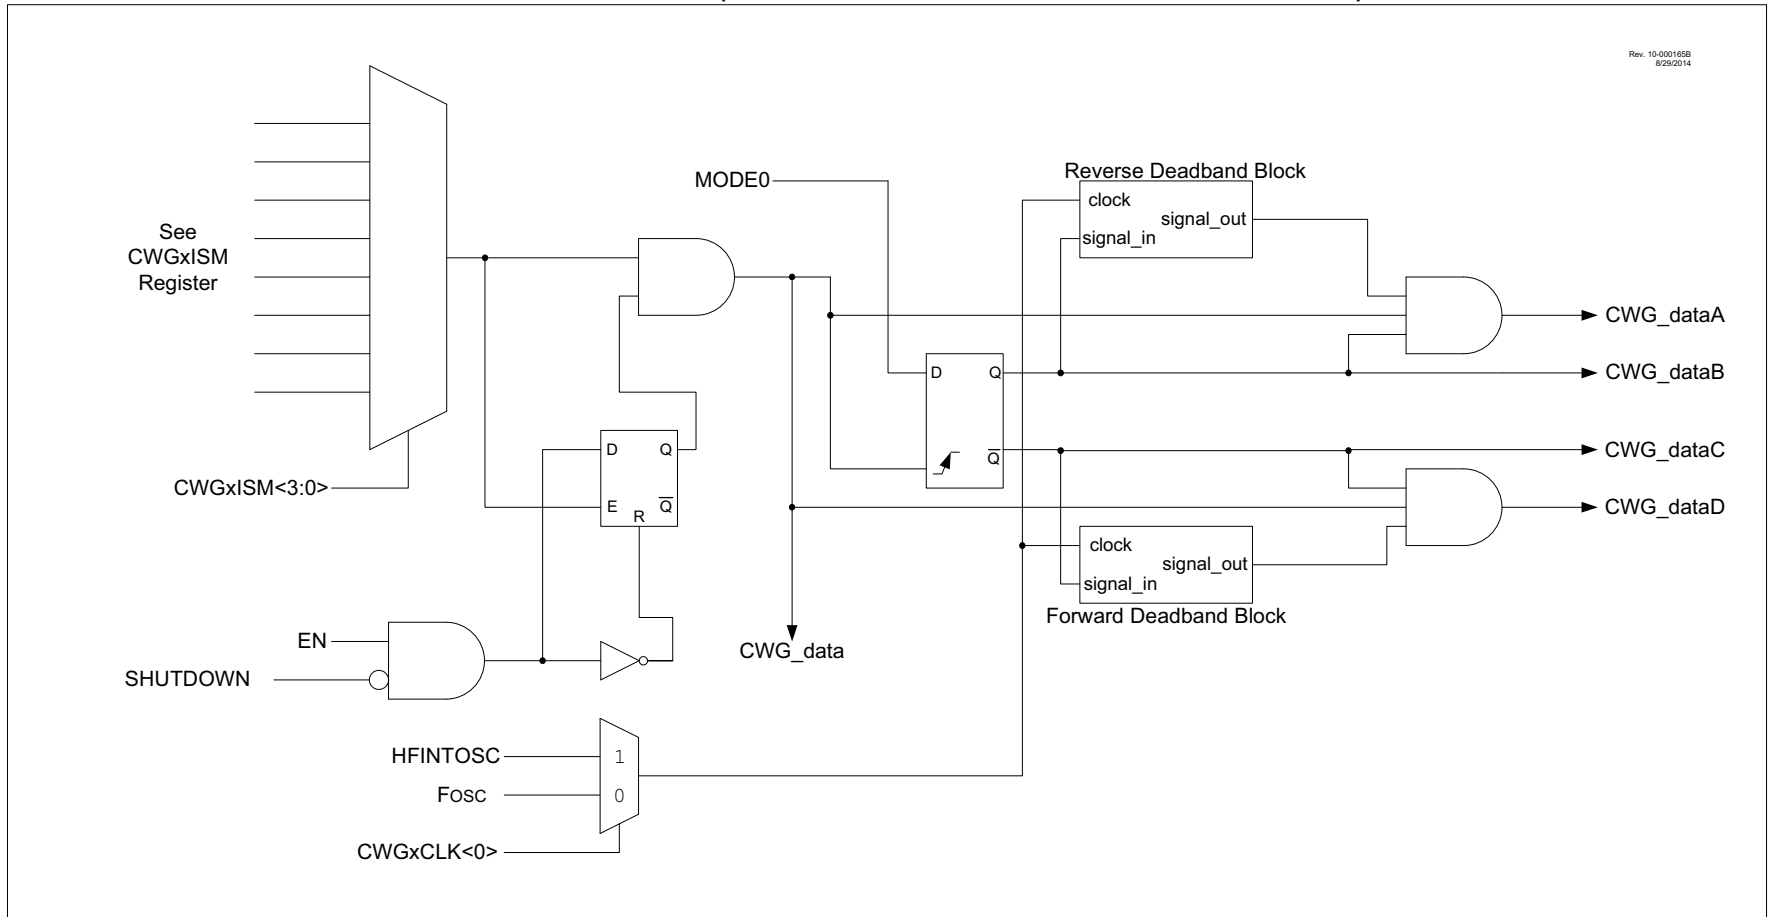 Rev. 10-000165B
8/29/2014
See
CWGxISM
Register
CWGxISM<3:0>
MODE0
Reverse Deadband Block
clock
signal_out
signal_in
CWG_dataA
D
Q
CWG_dataB
Q
CWG_dataC
D
Q
E
Q
R
CWG_dataD
clock
signal_out
signal_in
Forward Deadband Block
EN
SHUTDOWN
CWG_data
HFINTOSC
1
FOSC
0
CWGxCLK<0>